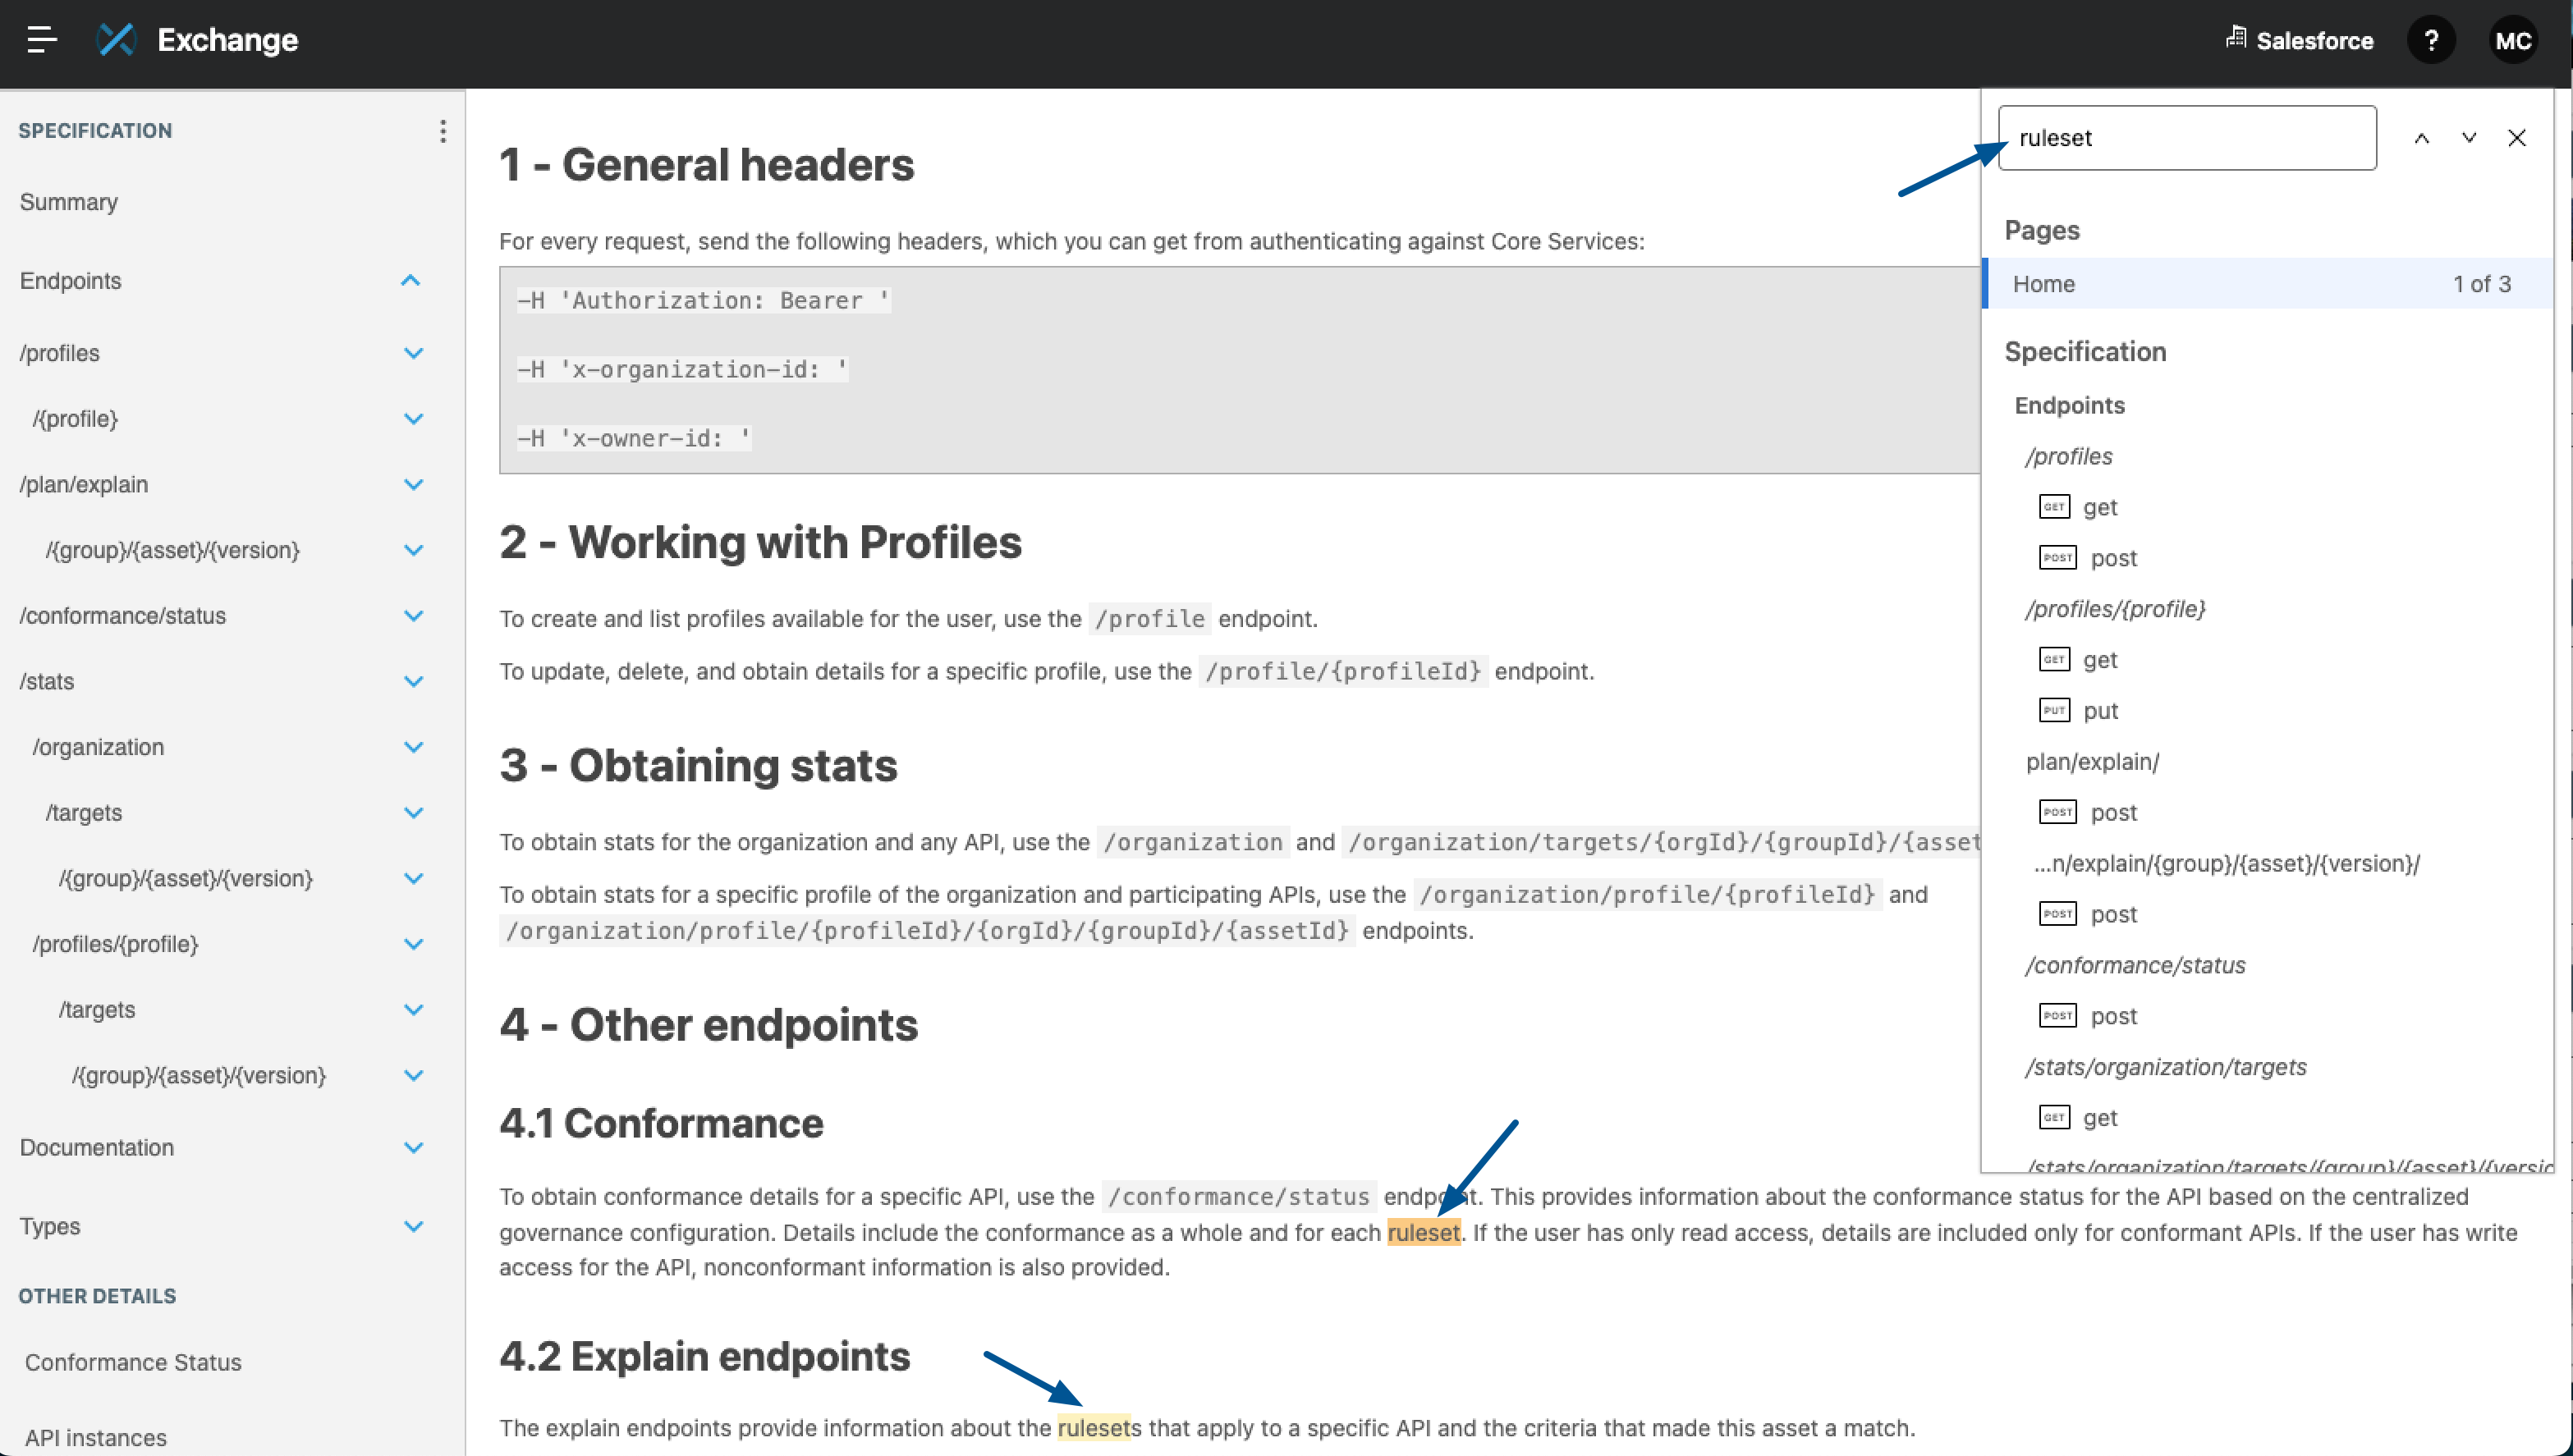 Exchange
Salesforce
?
MC
SPECIFICATION
Summary
Endpoints
/profiles
/{profile}
/plan/explain
/{group}/{asset}/{version}
/conformance/status
/stats
/organization
/targets
/{group}/{asset}/{version}
/profiles/{profile}
/targets
/{group}/{asset}/{version}
Documentation
Types
OTHER DETAILS
Conformance Status
API instances
1 - General headers
For every request, send the following headers, which you can get from authenticating against Core Services:
-H 'Authorization: Bearer '
-H 'x-organization-id: '
-H 'x-owner-id: '
2 - Working with Profiles
To create and list profiles available for the user, use the /profile endpoint.
To update, delete, and obtain details for a specific profile, use the /profile/{profileId} endpoint.
3 - Obtaining stats
To obtain stats for the organization and any API, use the /organization and /organization/targets/{orgId}/{groupId}/{asset
To obtain stats for a specific profile of the organization and participating APIs, use the /organization/profile/{profileId} and
/organization/profile/{profileId}/{orgId}/{groupId}/{assetId} endpoints.
4 - Other endpoints
4.1 Conformance
To obtain conformance details for a specific API, use the /conformance/status endpoint. This provides information about the conformance status for the API based on the centralized
governance configuration. Details include the conformance as a whole and for each ruleset. If the user has only read access, details are included only for conformant APIs. If the user has write
access for the API, nonconformant information is also provided.
4.2 Explain endpoints
The explain endpoints provide information about the rulesets that apply to a specific API and the criteria that made this asset a match.
ruleset
Pages
Home 1 of 3
Specification
Endpoints
/profiles
GET get
POST post
/profiles/{profile}
GET get
PUT put
plan/explain/
POST post
...n/explain/{group}/{asset}/{version}/
POST post
/conformance/status
POST post
/stats/organization/targets
GET get
/stats/organization/targets/{group}/{asset}/{versio